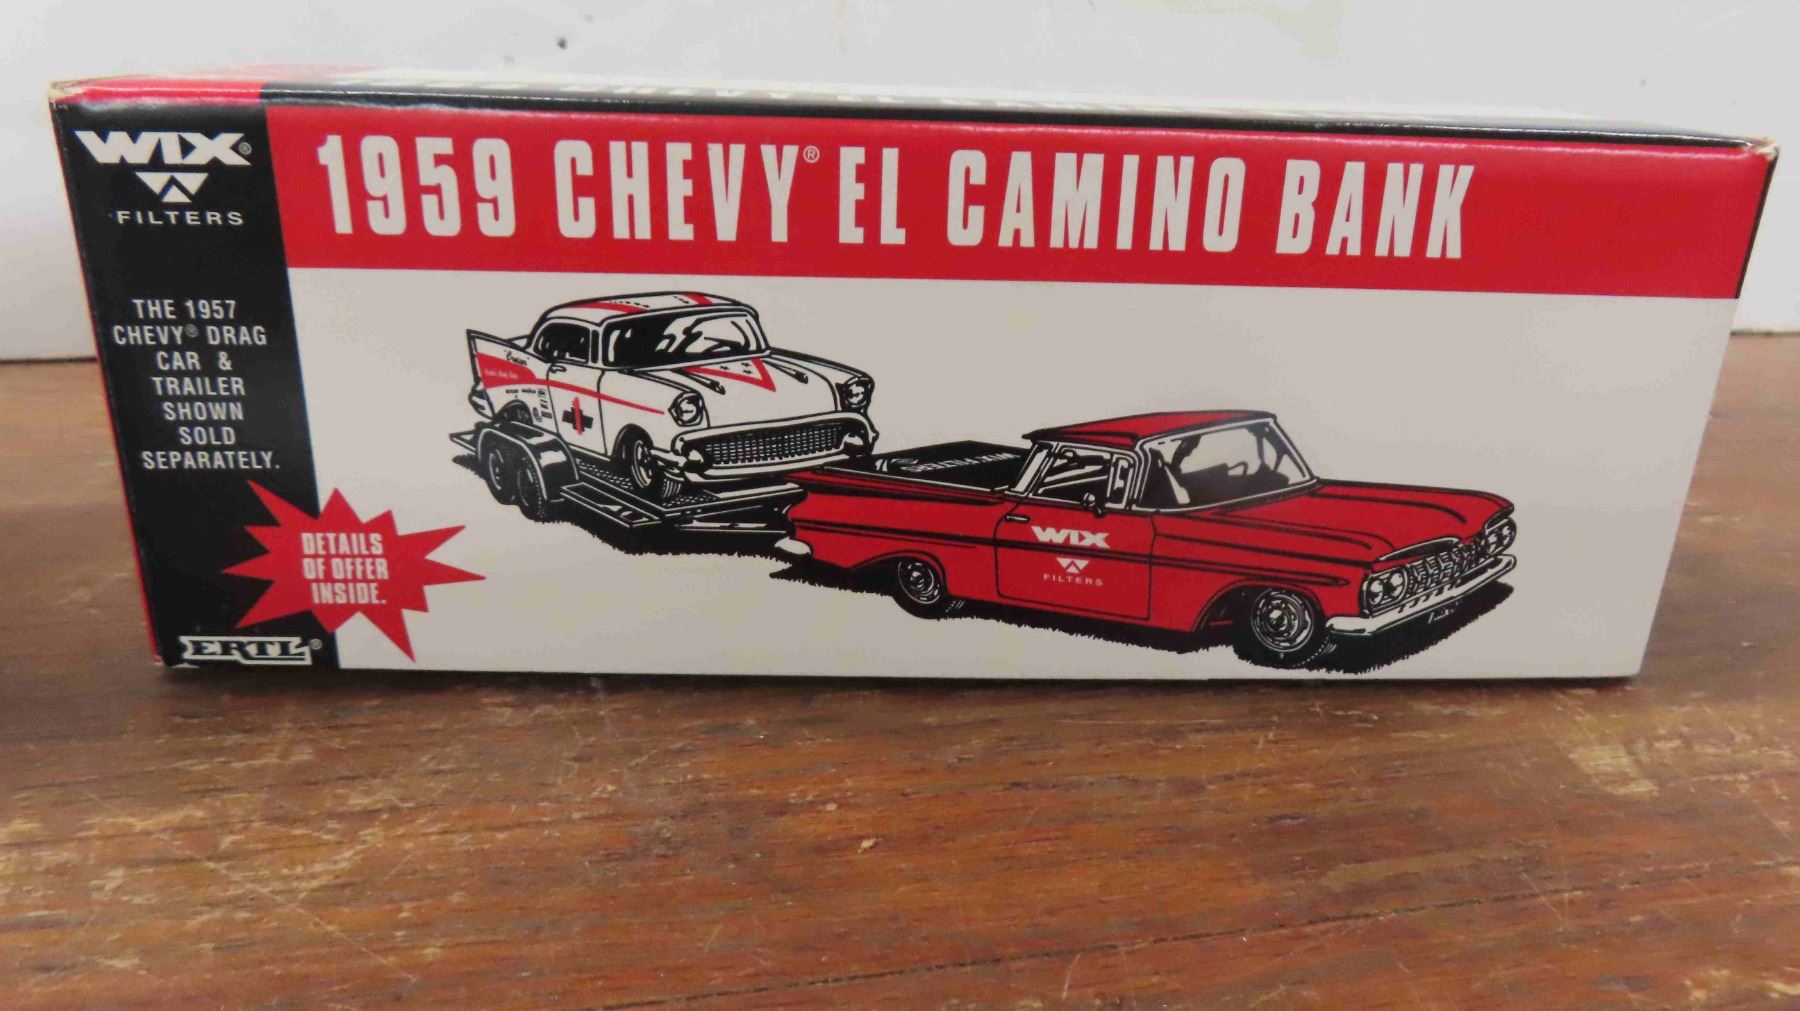 WIX®
FILTERS
1959 CHEVY® EL CAMINO BANK
THE 1957
CHEVY® DRAG
CAR &
TRAILER
SHOWN
SOLD
SEPARATELY.
DETAILS
OF OFFER
INSIDE.
ERTL®
WIX
FILTERS